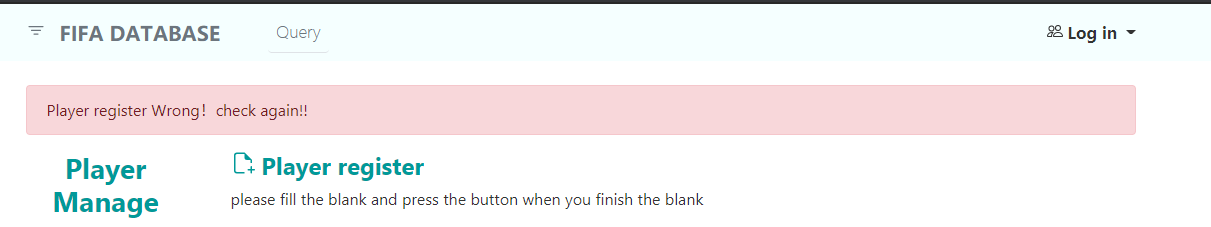 FIFA DATABASE Query Log in
Player register Wrong！check again!!
Player Manage
Player register
please fill the blank and press the button when you finish the blank